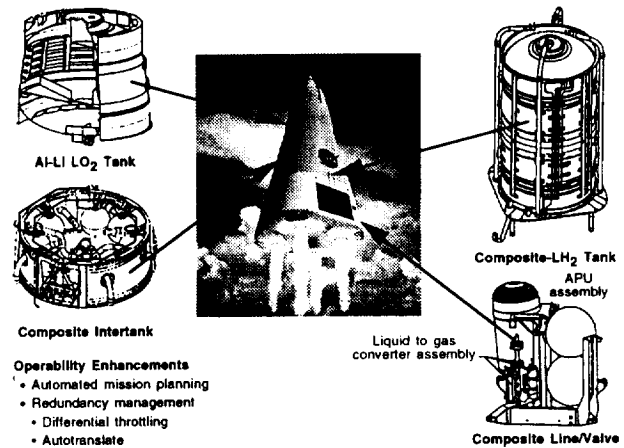 Al-Li LO2 Tank
Composite Intertank
Operability Enhancements
• Automated mission planning
• Redundancy management
• Differential throttling
• Autotranslate
Composite-LH2 Tank
APU
assembly
Liquid to gas
converter assembly
Composite Line/Valve